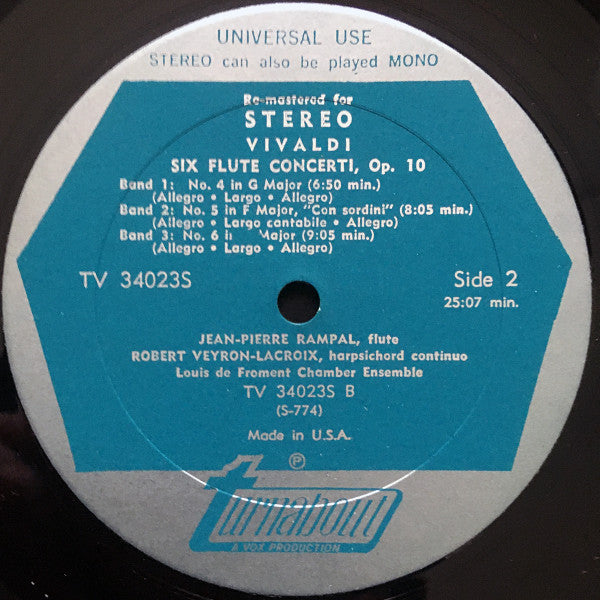 UNIVERSAL USE
STEREO can also be played MONO
Re-mastered for
STEREO
VIVALDI
SIX FLUTE CONCERTI, Op. 10
Band 1: No. 4 in G Major (6:50 min.)
(Allegro • Largo • Allegro)
Band 2: No. 5 in F Major, "Con sordini" (8:05 min.)
(Allegro • Largo cantabile • Allegro)
Band 3: No. 6 Major (9:05 min.)
(Allegro • Largo • Allegro)
TV 34023S
Side 2
25:07 min.
JEAN-PIERRE RAMPAL, flute
ROBERT VEYRON-LACROIX, harpsichord continuo
Louis de Froment Chamber Ensemble
TV 34023S B
(S-774)
Made in U.S.A.
℗
turnabout
A VOX PRODUCTION